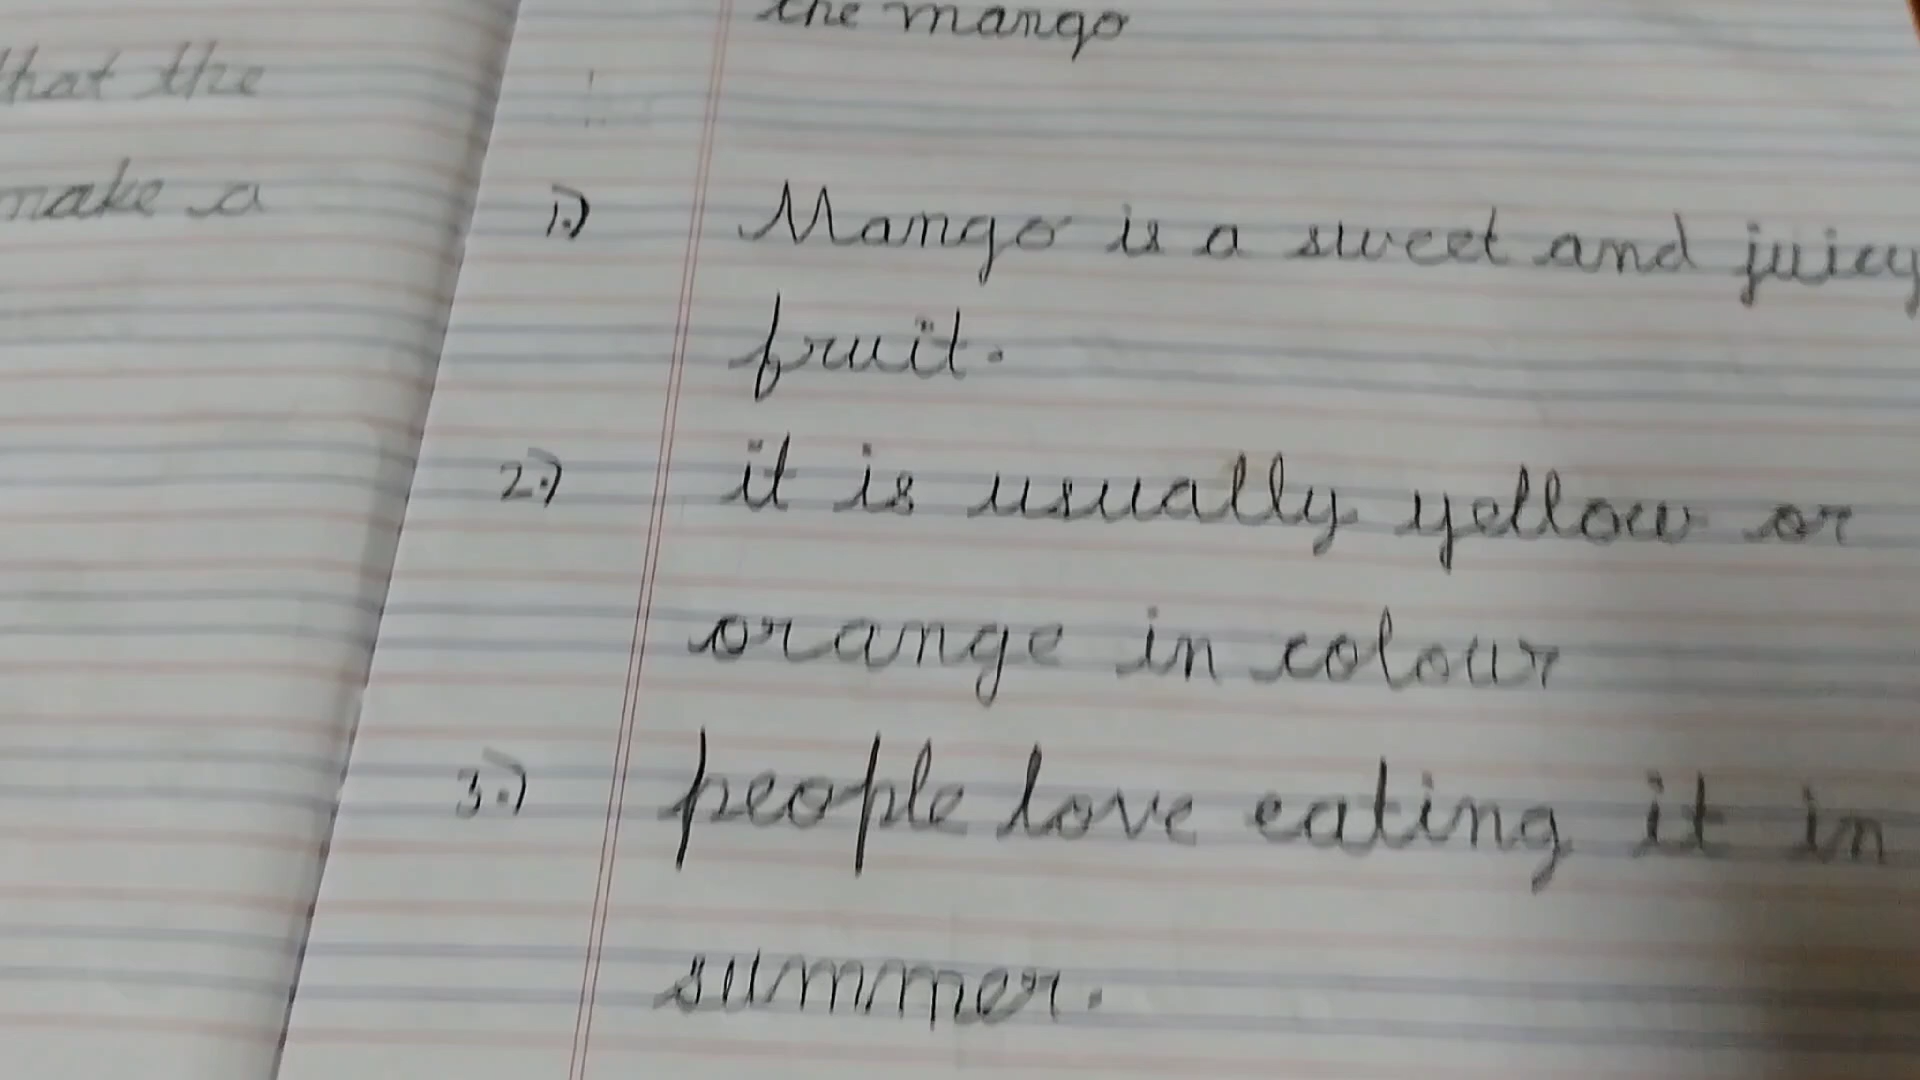 that the
make a
the mango
1.) Mango is a sweet and juicy
fruit.
2.) it is usually yellow or
orange in colour
3.) people love eating it in
summer.